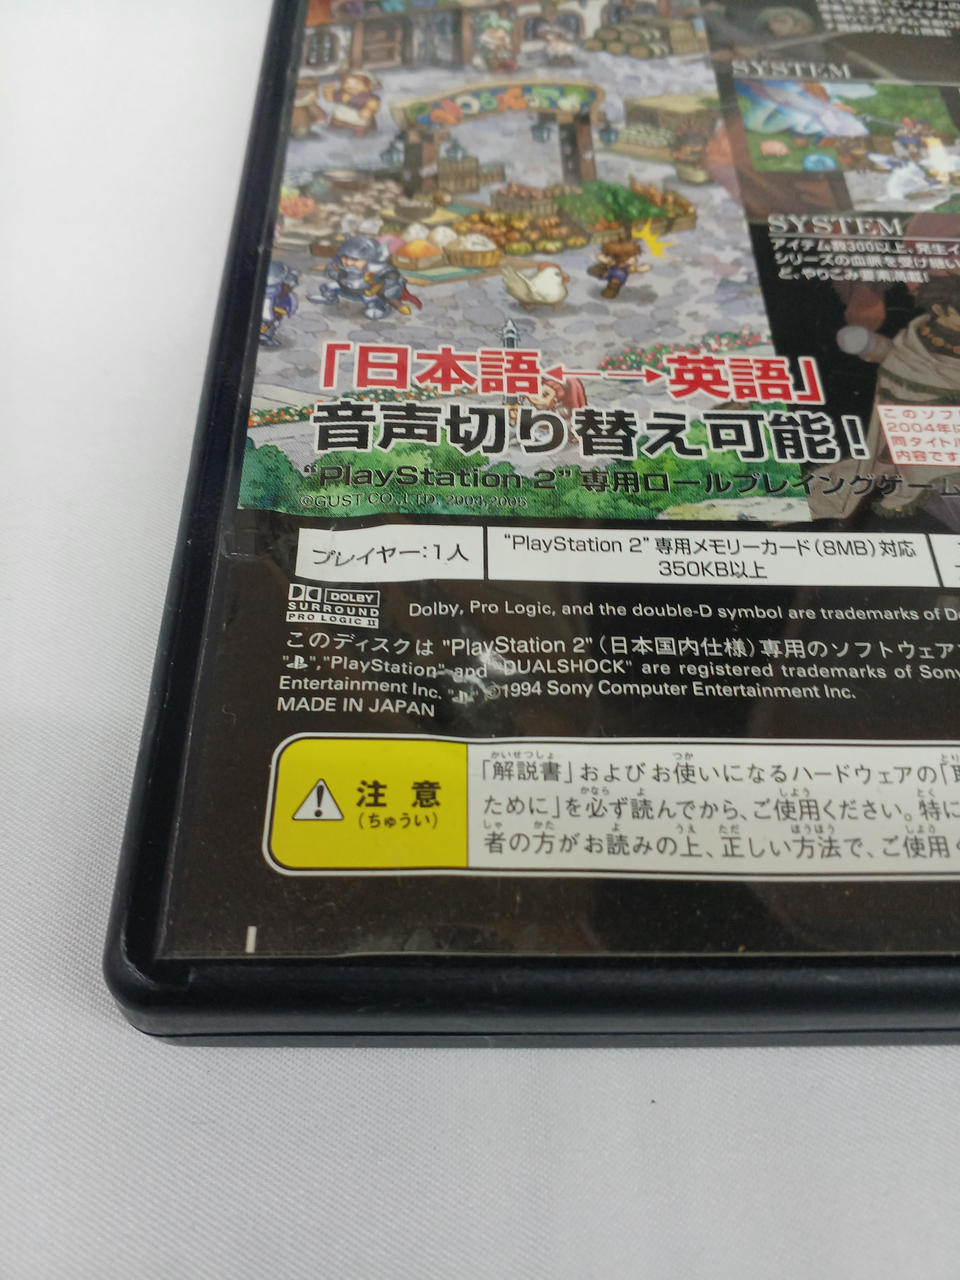 SYSTEM
SYSTEM
アイテム数300以上、発生イ
シリーズの血脈を受け継い
ど、やりこみ要素満載!
「日本語←→英語」
音声切り替え可能!
このソフ
2004年に
同タイトル
内容です
"PlayStation 2" 専用ロールプレイングゲーム
©GUST CO.,LTD. 2004,2005
プレイヤー:1人
"PlayStation 2" 専用メモリーカード(8MB)対応
350KB以上
DOLBY
SURROUND
PRO LOGIC II
Dolby, Pro Logic, and the double-D symbol are trademarks of Do
このディスクは "PlayStation 2" (日本国内仕様) 専用のソフトウェア
" ","PlayStation" and "DUALSHOCK" are registered trademarks of Sony
Entertainment Inc. " " ©1994 Sony Computer Entertainment Inc.
MADE IN JAPAN
注意
(ちゅうい)
「解説書」およびお使いになるハードウェアの「取
ために」を必ず読んでから、ご使用ください。特に
者の方がお読みの上、正しい方法で、ご使用く